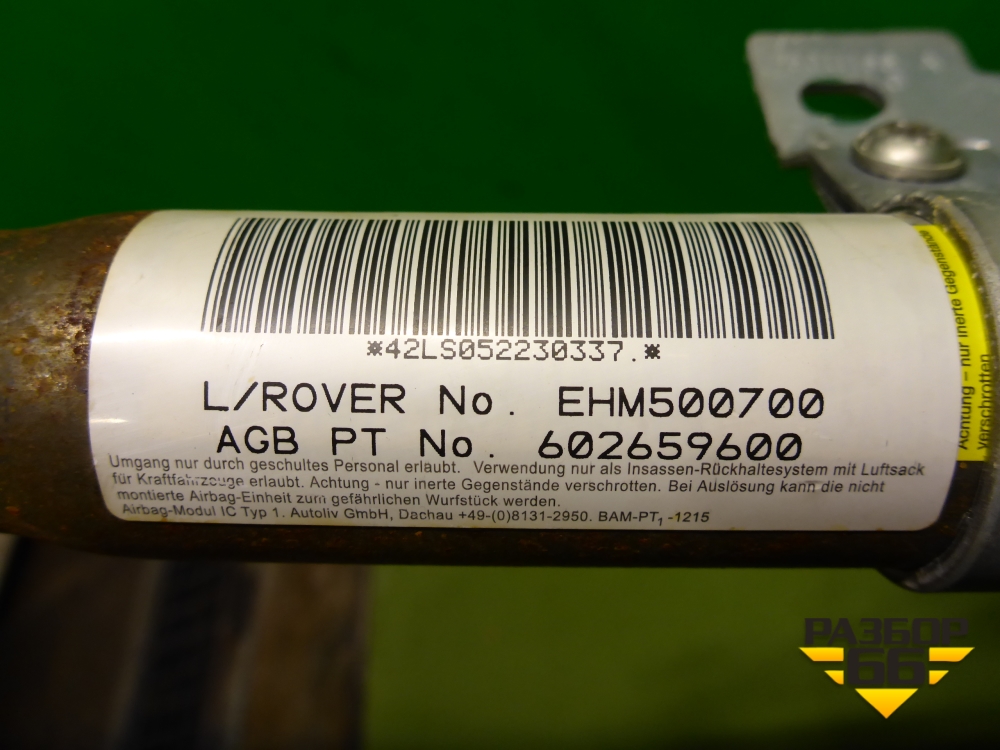 *42LS052230337.*
L/ROVER No. EHM500700
AGB PT No. 602659600
Umgang nur durch geschultes Personal erlaubt. Verwendung nur als Insassen-Rückhaltesystem mit Luftsack
für Kraftfahrzeuge erlaubt. Achtung - nur inerte Gegenstände verschrotten. Bei Auslösung kann die nicht
montierte Airbag-Einheit zum gefährlichen Wurfstück werden.
Airbag-Modul IC Typ 1. Autoliv GmbH, Dachau +49-(0)8131-2950. BAM-PT₁ -1215
Achtung – nur inerte Gegenstände
verschrotten
РАЗБОР
66